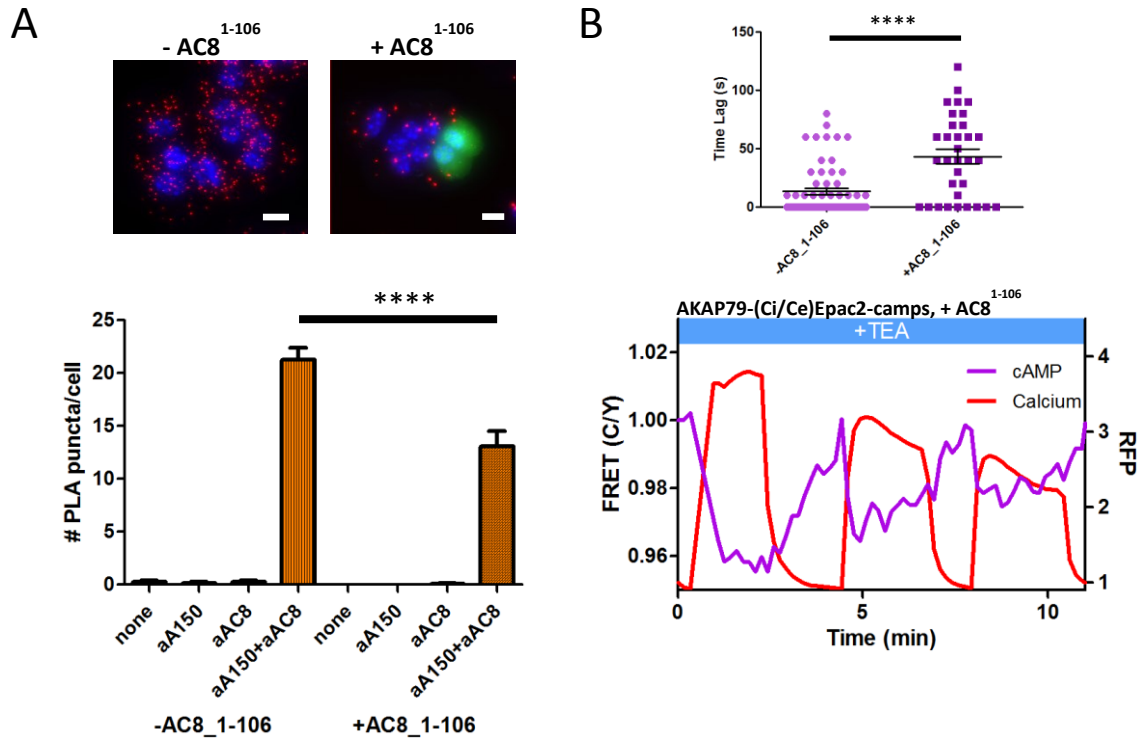 A
- AC8 1-106
+ AC8 1-106
****
# PLA puncta/cell
25
20
15
10
5
0
none
aA150
aAC8
aA150+aAC8
none
aA150
aAC8
aA150+aAC8
-AC8_1-106
+AC8_1-106
B
****
Time Lag (s)
150
100
50
0
-AC8_1-106
+AC8_1-106
AKAP79-(Ci/Ce)Epac2-camps, + AC8 1-106
+TEA
cAMP
Calcium
FRET (C/Y)
1.02
1.00
0.98
0.96
RFP
4
3
2
1
0
5
10
Time (min)